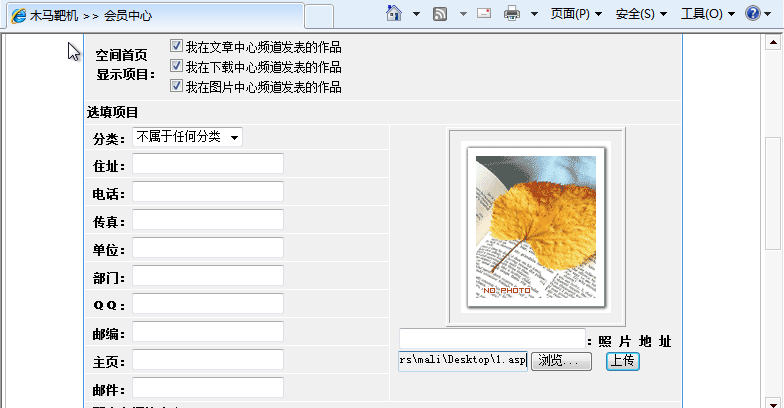 木马靶机 >> 会员中心
页面(P)
安全(S)
工具(O)
空间首页
显示项目:
我在文章中心频道发表的作品
我在下载中心频道发表的作品
我在图片中心频道发表的作品
选填项目
分类: 不属于任何分类
住址:
电话:
传真:
单位:
部门:
QQ:
邮编:
主页:
邮件:
NO PHOTO
: 照 片 地 址
rs\mali\Desktop\1.asp 浏览... 上传